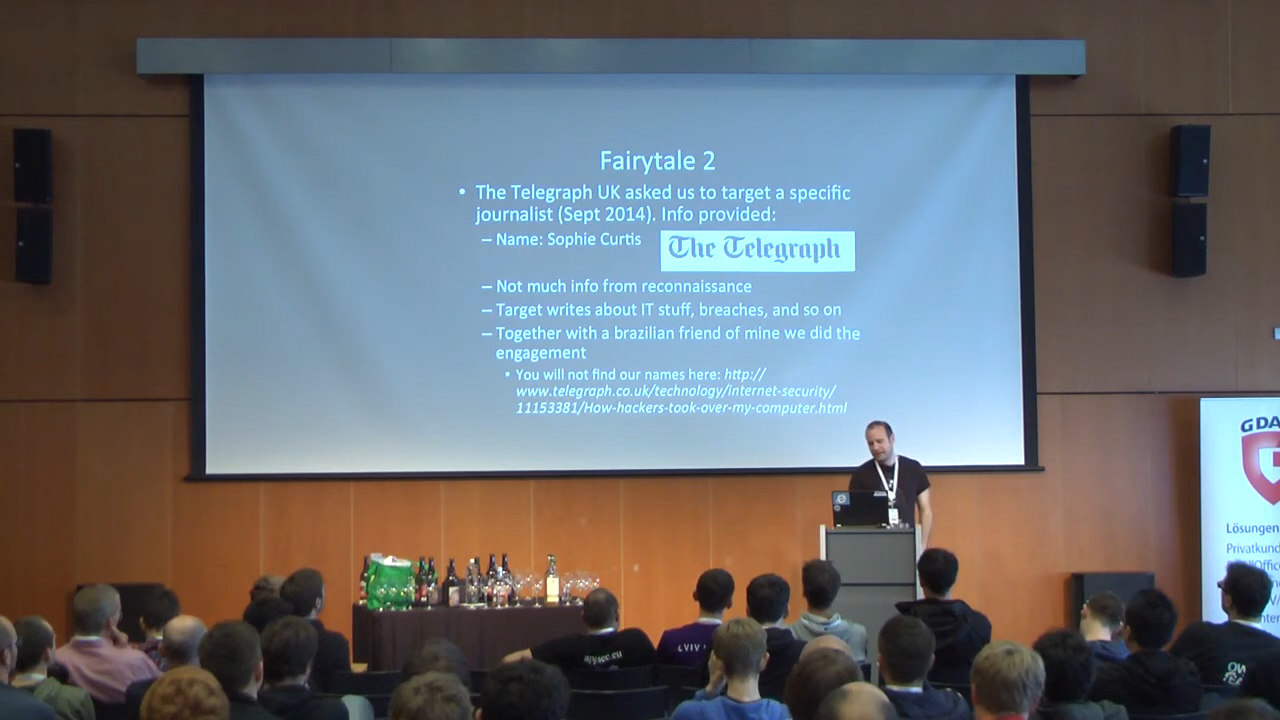 Fairytale 2
• The Telegraph UK asked us to target a specific
journalist (Sept 2014). Info provided:
– Name: Sophie Curtis
The Telegraph
– Not much info from reconnaissance
– Target writes about IT stuff, breaches, and so on
– Together with a brazilian friend of mine we did the
engagement
• You will not find our names here: http://
www.telegraph.co.uk/technology/internet-security/
11153381/How-hackers-took-over-my-computer.html
G DA
Lösungen
Privatkund